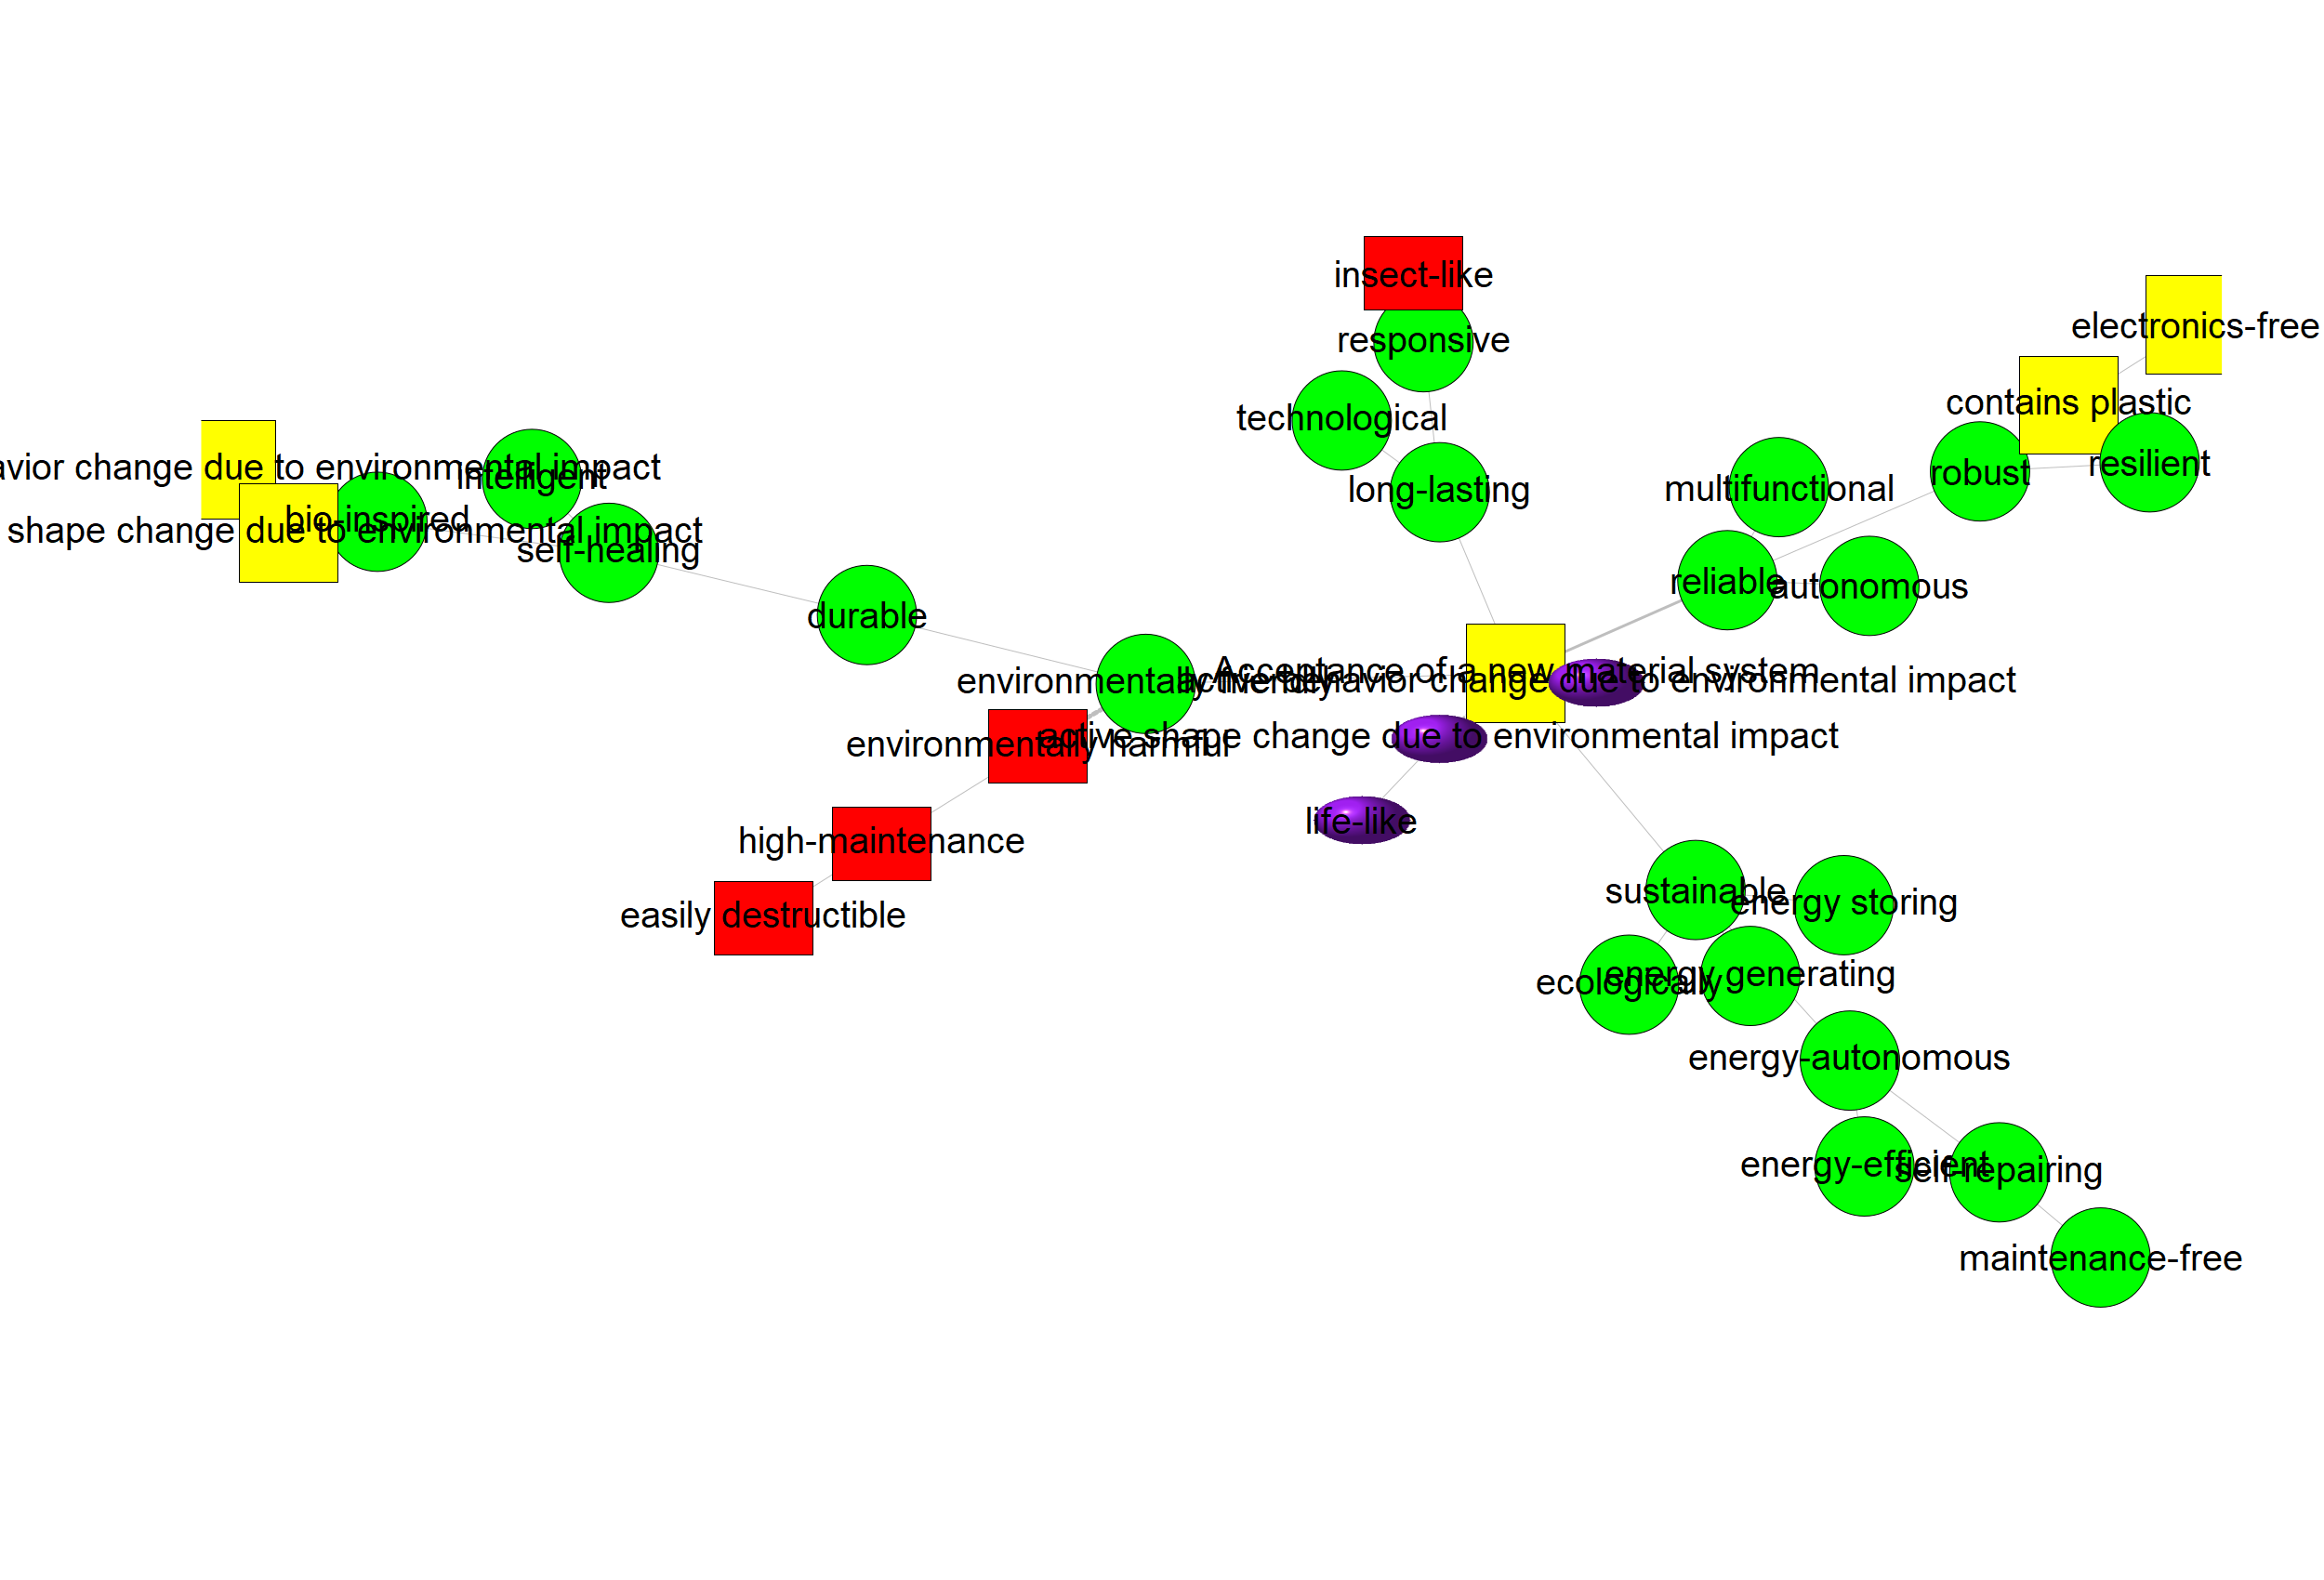 insect-like
electronics-free
responsive
contains plastic
technological
avior change due to environmental impact
intelligent
resilient
robust
long-lasting
multifunctional
bio-inspired
shape change due to environmental impact
self-healing
reliable
autonomous
durable
Acceptance of a new material system
environmentally friendly
active behavior change due to environmental impact
active shape change due to environmental impact
environmentally harmful
life-like
high-maintenance
sustainable
energy storing
easily destructible
energy generating
ecologically
energy-autonomous
energy-efficient
self-repairing
maintenance-free